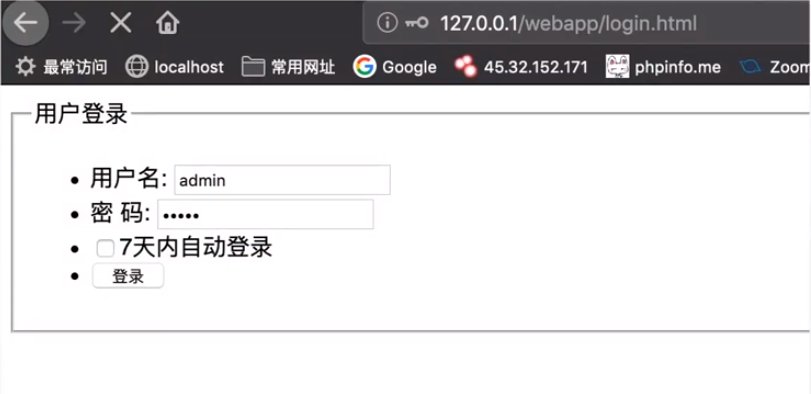 127.0.0.1/webapp/login.html
最常访问 localhost 常用网址 Google 45.32.152.171 phpinfo.me Zoom
用户登录
用户名: admin
密 码: •••••
7天内自动登录
登录